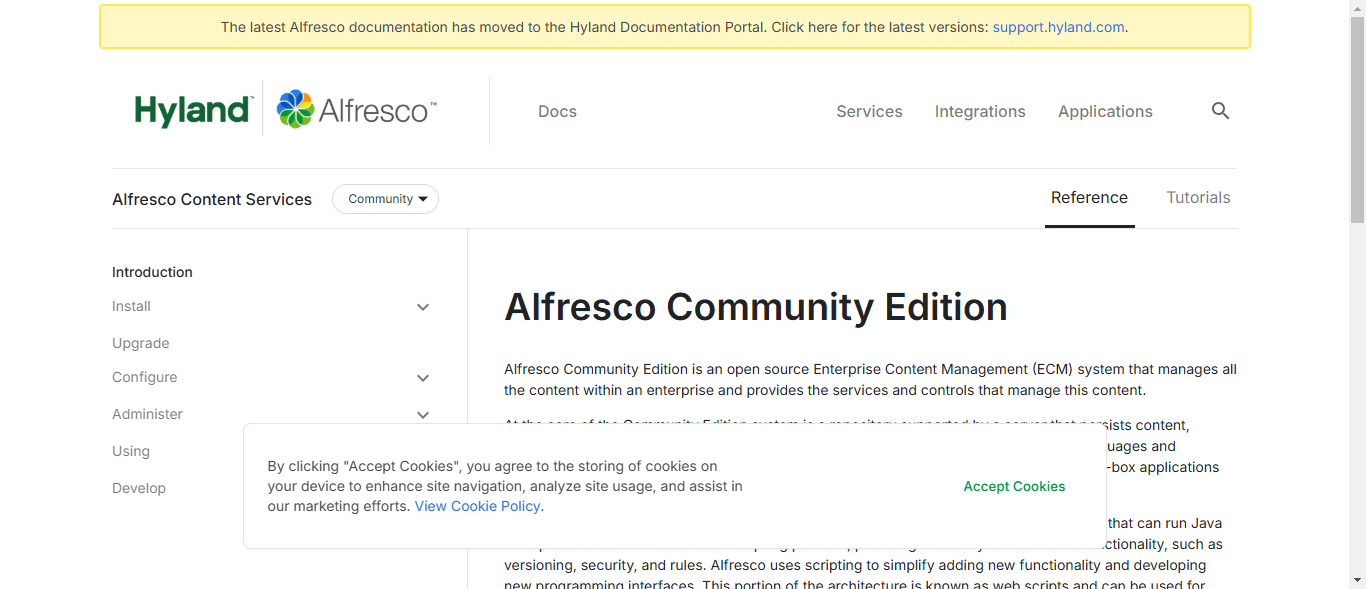 The latest Alfresco documentation has moved to the Hyland Documentation Portal. Click here for the latest versions: support.hyland.com.
Hyland™ Alfresco™ Docs Services Integrations Applications
Alfresco Content Services Community Reference Tutorials
Introduction
Install
Upgrade
Configure
Administer
Using
Develop
Alfresco Community Edition
Alfresco Community Edition is an open source Enterprise Content Management (ECM) system that manages all
the content within an enterprise and provides the services and controls that manage this content.
At the core of the Community Edition system is a repository supported by a server that persists content,
uages and
-box applications
that can run Java
ctionality, such as
versioning, security, and rules. Alfresco uses scripting to simplify adding new functionality and developing
new programming interfaces. This portion of the architecture is known as web scripts and can be used for
By clicking "Accept Cookies", you agree to the storing of cookies on
your device to enhance site navigation, analyze site usage, and assist in
our marketing efforts. View Cookie Policy.
Accept Cookies